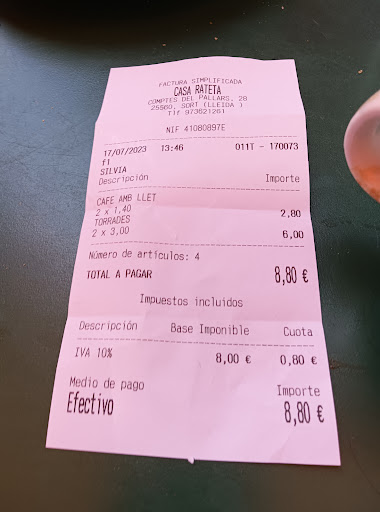 FACTURA SIMPLIFICADA
CASA RATETA
COMPTES DEL PALLARS, 28
25560, SORT (LLEIDA )
Tlf 973621261
NIF 41080897E
17/07/2023 13:46 011T - 170073
f1
SILVIA
Descripción Importe
CAFE AMB LLET
2 x 1,40 2,80
TORRADES
2 x 3,00 6,00
Número de artículos: 4
TOTAL A PAGAR 8,80 €
Impuestos incluidos
Descripción Base Imponible Cuota
IVA 10% 8,00 € 0,80 €
Medio de pago Importe
Efectivo 8,80 €